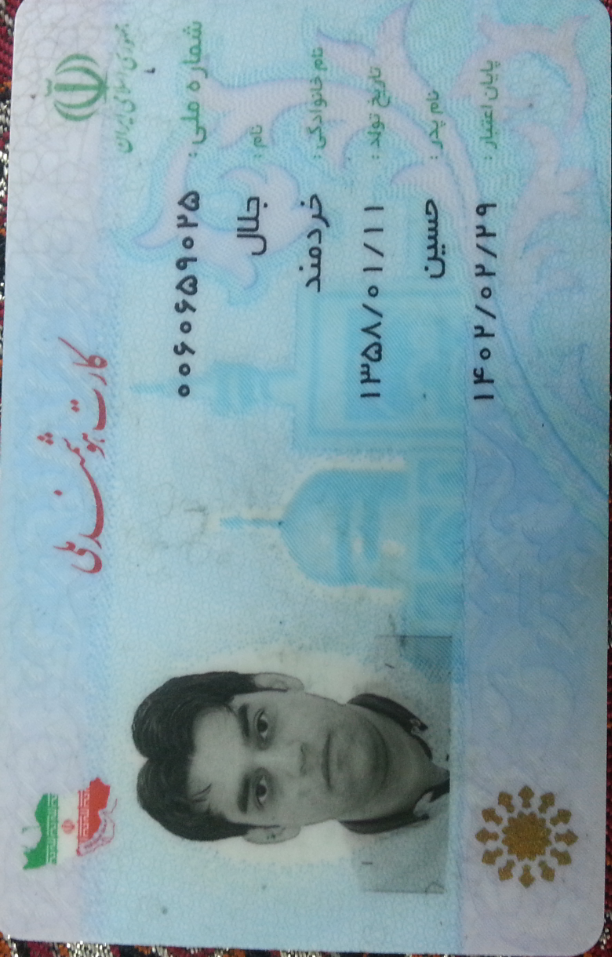 جمهوری اسلامی ایران
کارت هوشمند ملی
شماره ملی : ۰۰۶۰۶۵۹۰۲۵
نام : جلال
نام خانوادگی : خردمند
تاریخ تولد : ۱۳۵۸/۰۱/۱۱
نام پدر : حسین
پایان اعتبار : ۱۴۰۲/۰۲/۲۹